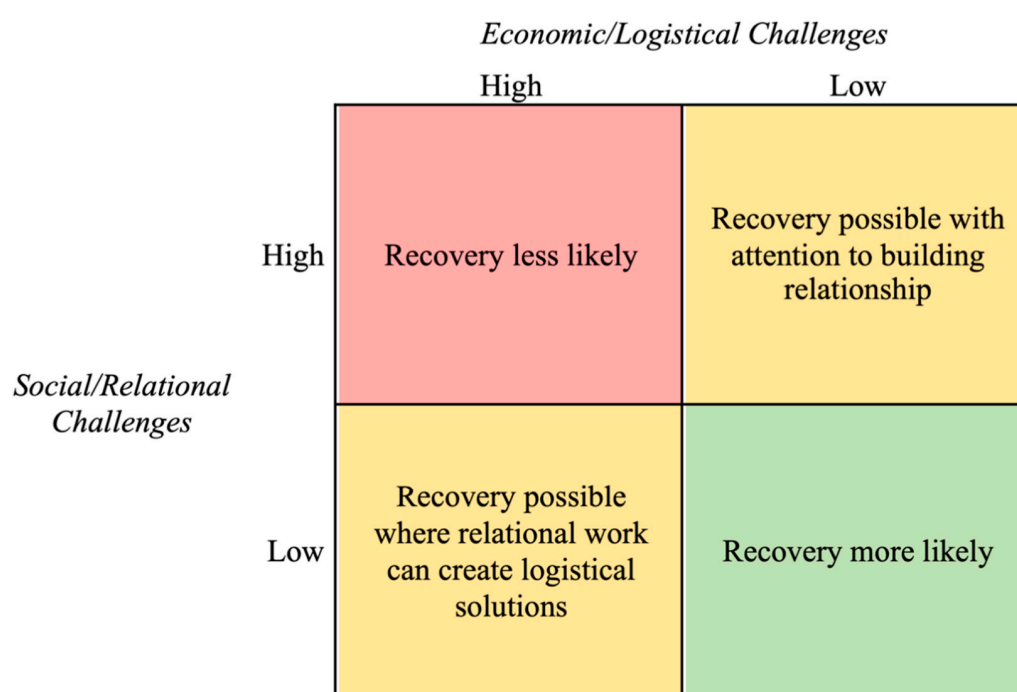 Economic/Logistical Challenges
High
Low
High
Recovery less likely
Recovery possible with
attention to building
relationship
Social/Relational
Challenges
Low
Recovery possible
where relational work
can create logistical
solutions
Recovery more likely